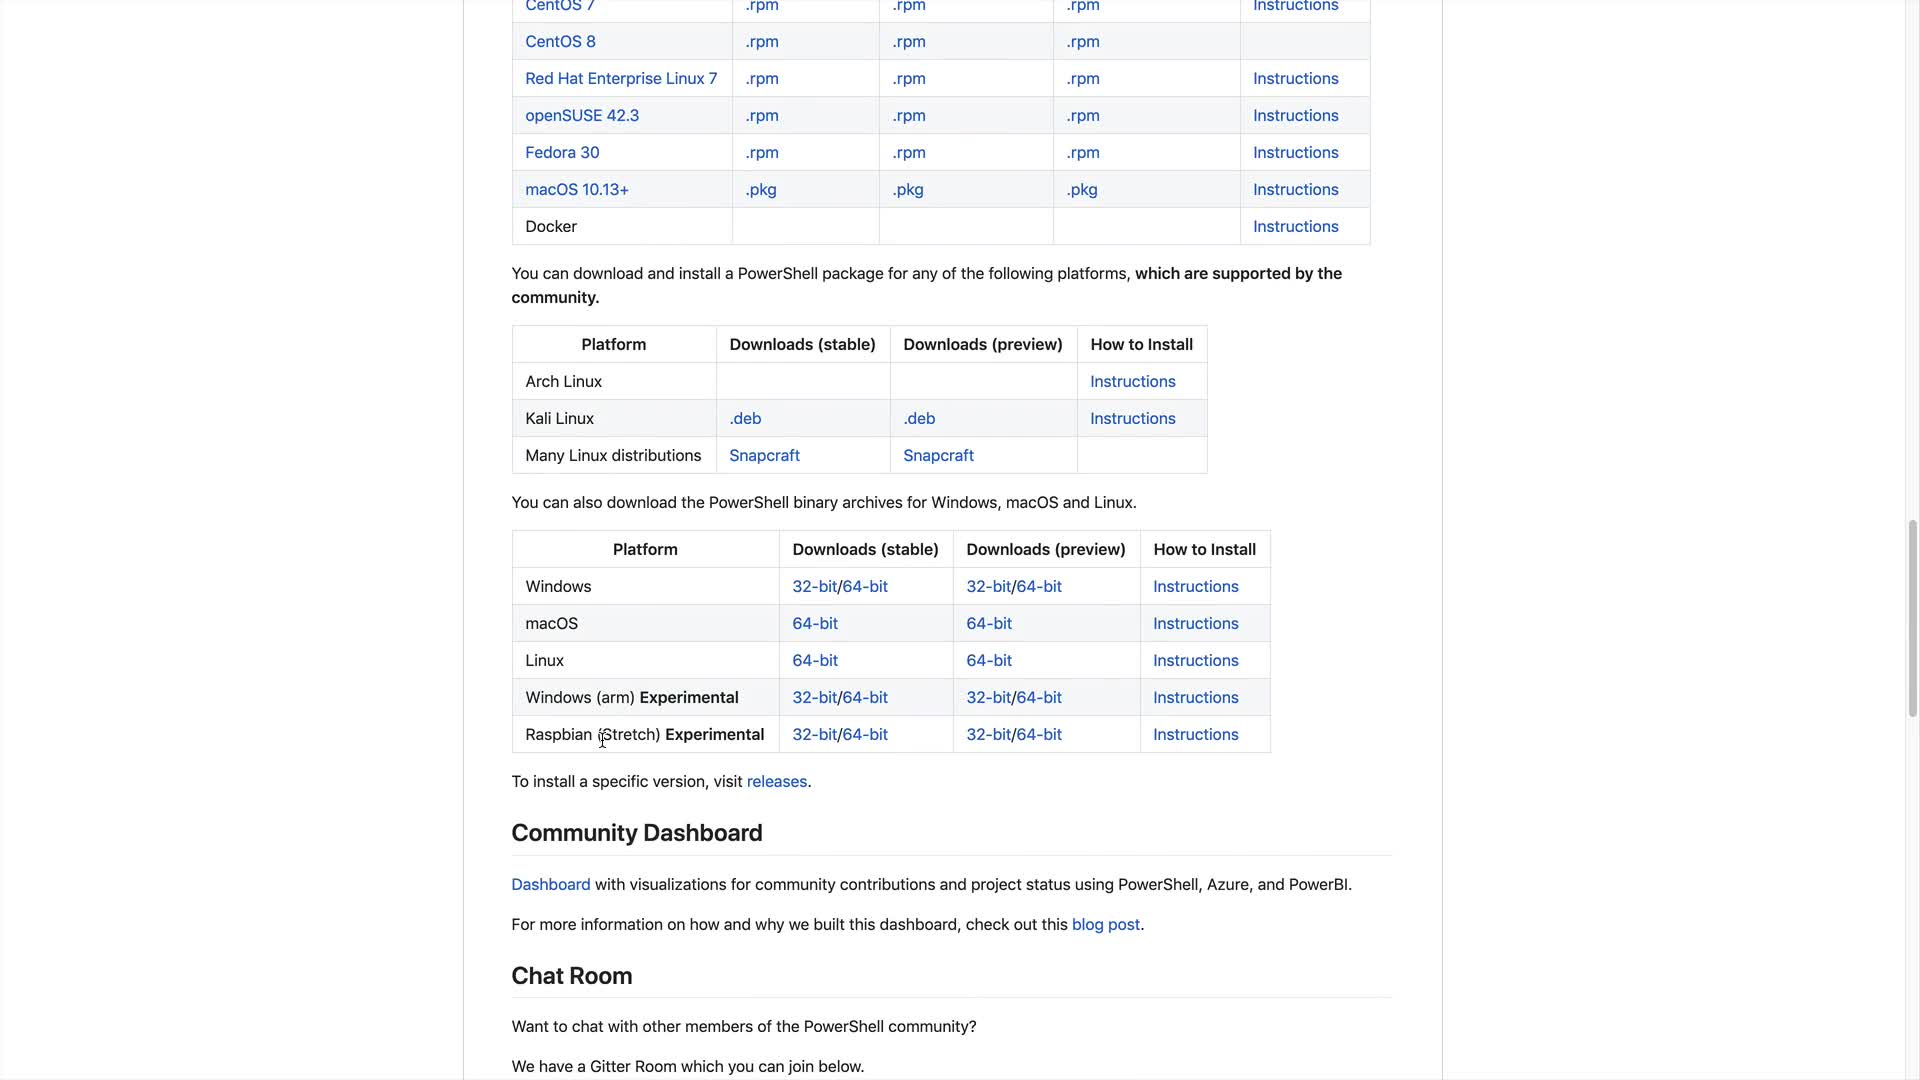 CentOS 7 .rpm .rpm .rpm Instructions
CentOS 8 .rpm .rpm .rpm
Red Hat Enterprise Linux 7 .rpm .rpm .rpm Instructions
openSUSE 42.3 .rpm .rpm .rpm Instructions
Fedora 30 .rpm .rpm .rpm Instructions
macOS 10.13+ .pkg .pkg .pkg Instructions
Docker Instructions
You can download and install a PowerShell package for any of the following platforms, which are supported by the
community.
Platform Downloads (stable) Downloads (preview) How to Install
Arch Linux Instructions
Kali Linux .deb .deb Instructions
Many Linux distributions Snapcraft Snapcraft
You can also download the PowerShell binary archives for Windows, macOS and Linux.
Platform Downloads (stable) Downloads (preview) How to Install
Windows 32-bit/64-bit 32-bit/64-bit Instructions
macOS 64-bit 64-bit Instructions
Linux 64-bit 64-bit Instructions
Windows (arm) Experimental 32-bit/64-bit 32-bit/64-bit Instructions
Raspbian (Stretch) Experimental 32-bit/64-bit 32-bit/64-bit Instructions
To install a specific version, visit releases.
Community Dashboard
Dashboard with visualizations for community contributions and project status using PowerShell, Azure, and PowerBI.
For more information on how and why we built this dashboard, check out this blog post.
Chat Room
Want to chat with other members of the PowerShell community?
We have a Gitter Room which you can join below.